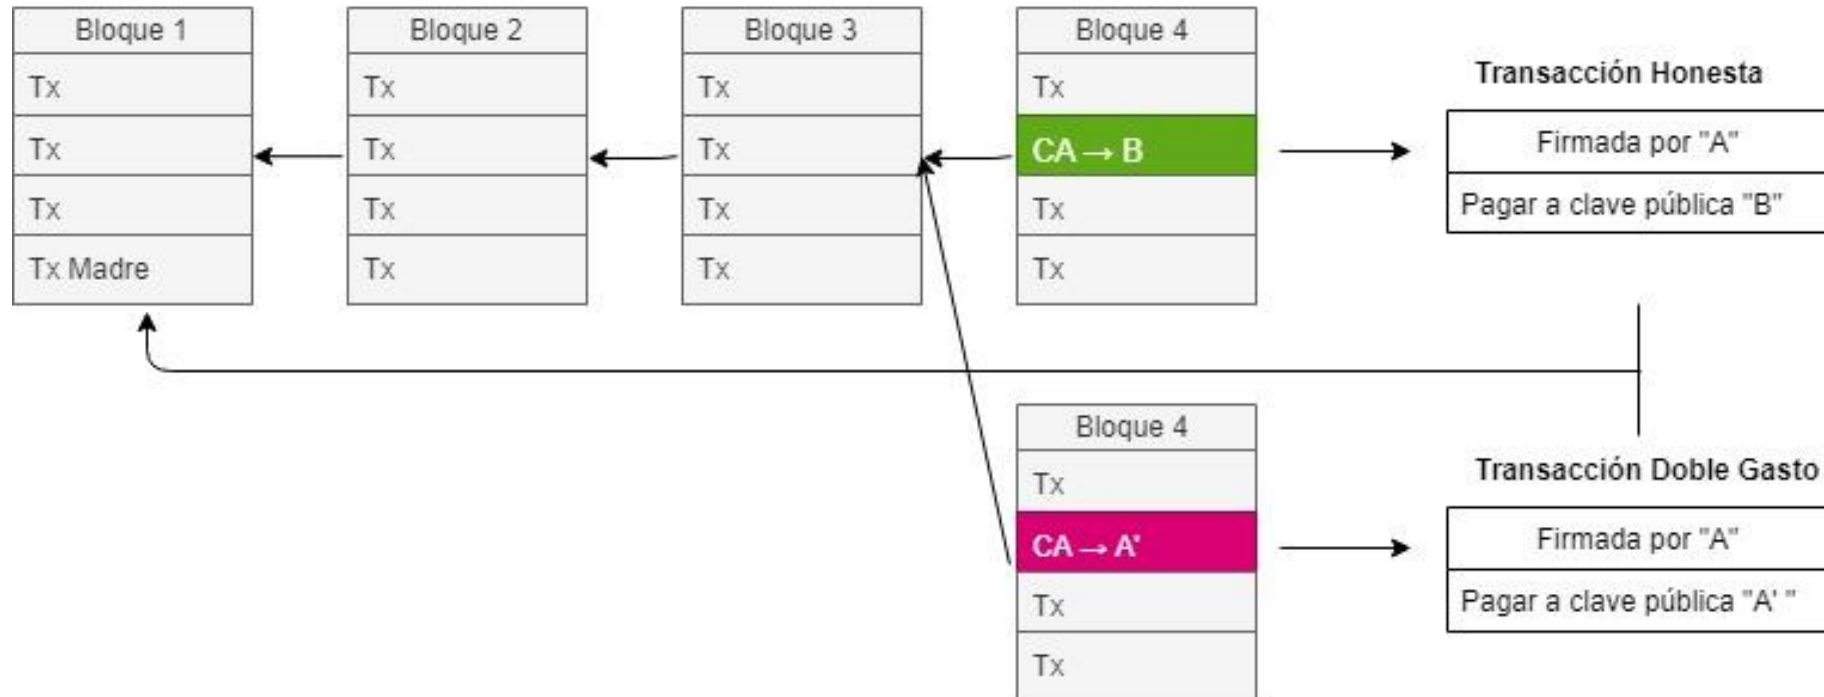 Bloque 1
Tx
Tx
Tx
Tx Madre
Bloque 2
Tx
Tx
Tx
Tx
Bloque 3
Tx
Tx
Tx
Tx
Bloque 4
Tx
CA → B
Tx
Tx
Transacción Honesta
Firmada por "A"
Pagar a clave pública "B"
Bloque 4
Tx
CA → A'
Tx
Tx
Transacción Doble Gasto
Firmada por "A"
Pagar a clave pública "A' "